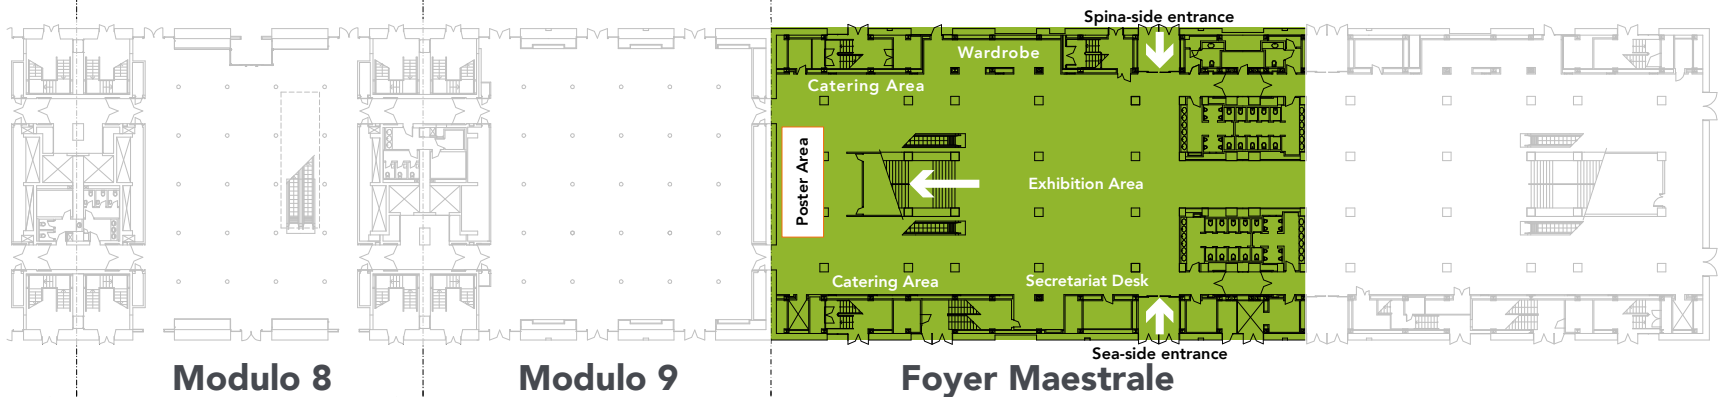 Spina-side entrance
Wardrobe
Catering Area
Poster Area
Exhibition Area
Catering Area
Secretariat Desk
Sea-side entrance
Modulo 8
Modulo 9
Foyer Maestrale